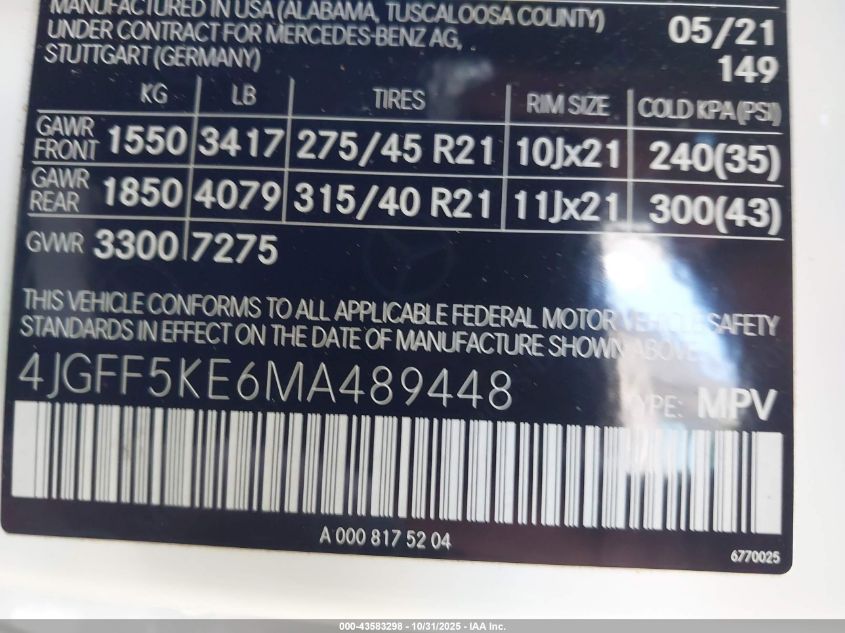 MANUFACTURED IN USA (ALABAMA, TUSCALOOSA COUNTY)
UNDER CONTRACT FOR MERCEDES-BENZ AG,
STUTTGART (GERMANY)
05/21
149
KG LB TIRES RIM SIZE COLD KPA(PSI)
GAWR FRONT 1550 3417 275/45 R21 10Jx21 240(35)
GAWR REAR 1850 4079 315/40 R21 11Jx21 300(43)
GVWR 3300 7275
THIS VEHICLE CONFORMS TO ALL APPLICABLE FEDERAL MOTOR VEHICLE SAFETY
STANDARDS IN EFFECT ON THE DATE OF MANUFACTURE SHOWN ABOVE.
4JGFF5KE6MA489448 TYPE: MPV
A 000 817 52 04
6770025
000-43583298 - 10/31/2025 - IAA Inc.